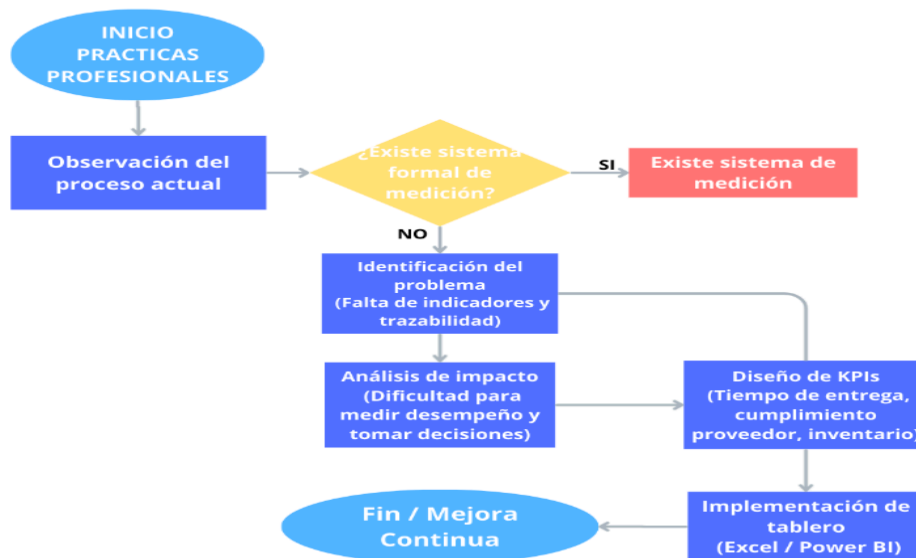 INICIO
PRACTICAS
PROFESIONALES
Observación del
proceso actual
¿Existe sistema
formal de
medición?
SI
Existe sistema de
medición
NO
Identificación del
problema
(Falta de indicadores y
trazabilidad)
Análisis de impacto
(Dificultad para
medir desempeño y
tomar decisiones)
Diseño de KPIs
(Tiempo de entrega,
cumplimiento
proveedor, inventario)
Implementación de
tablero
(Excel / Power BI)
Fin / Mejora
Continua